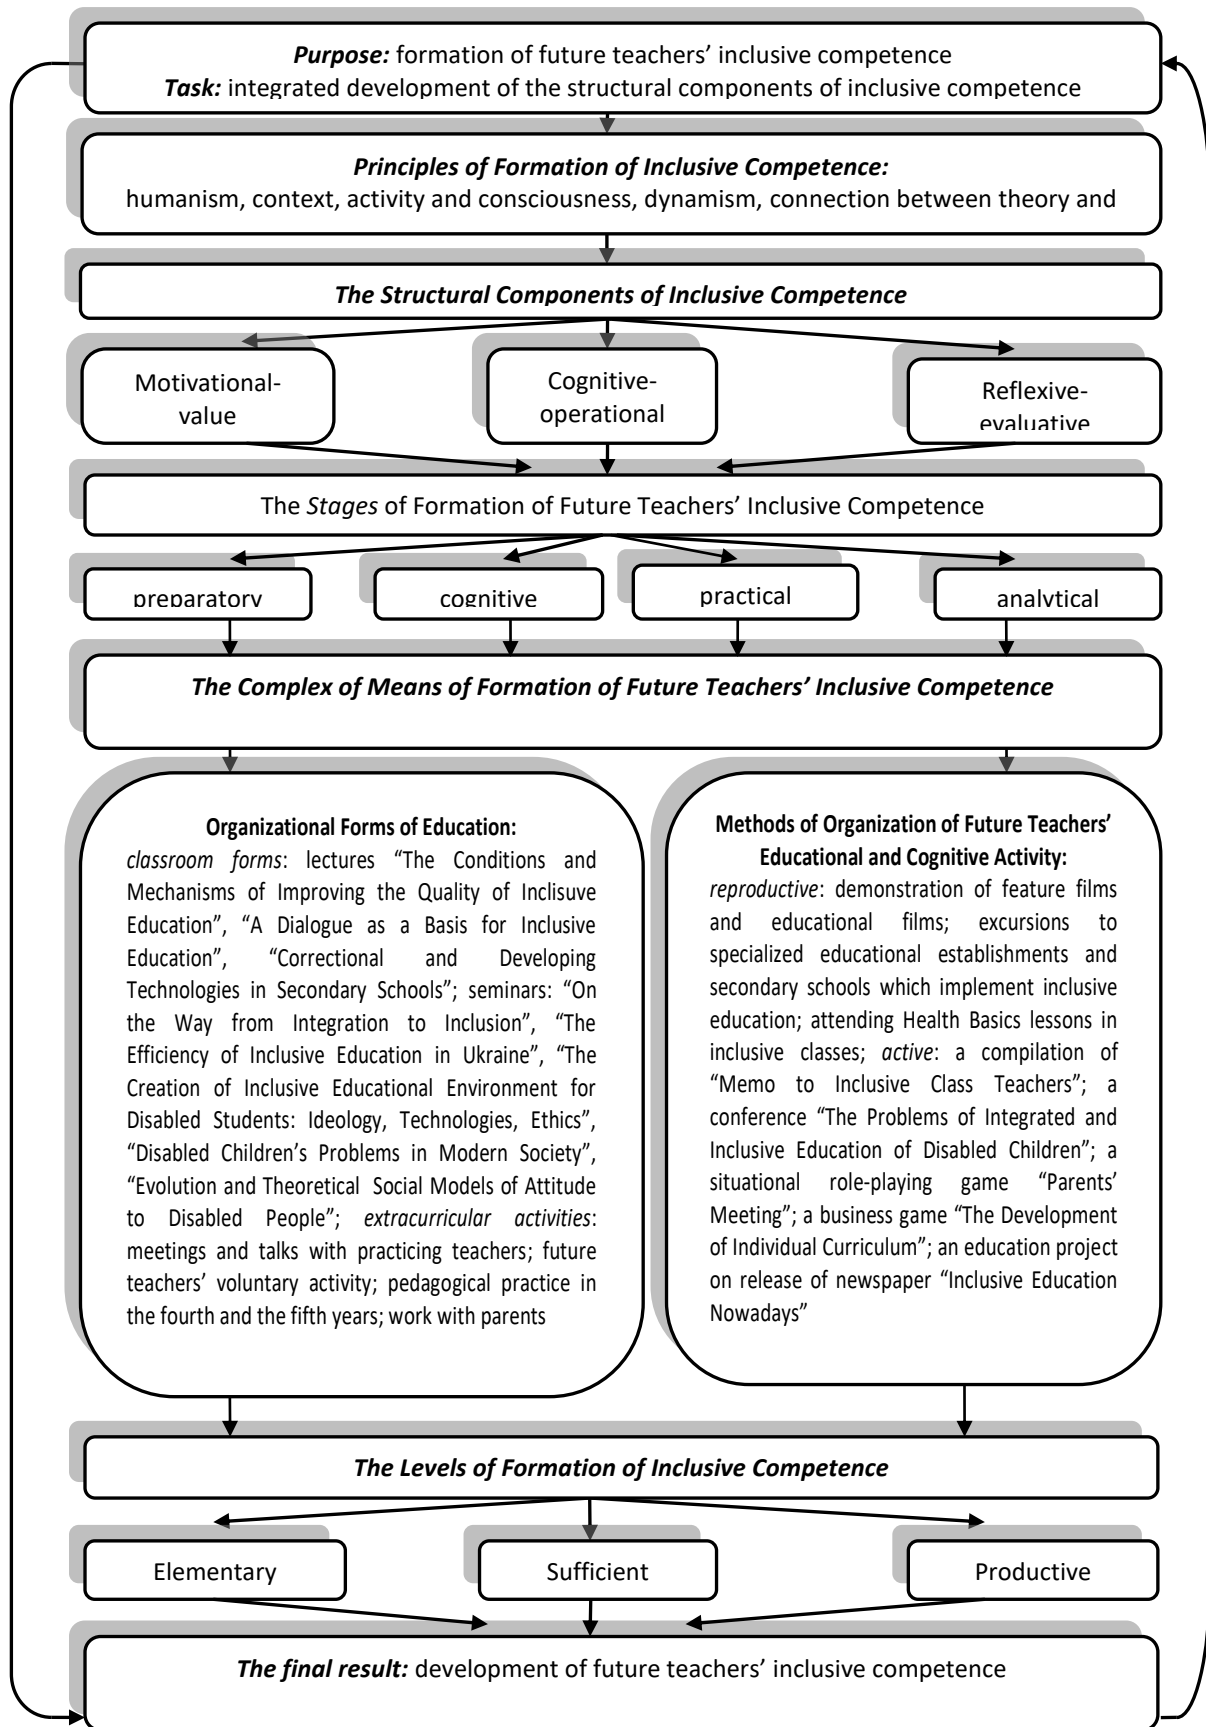 Purpose: formation of future teachers’ inclusive competence
Task: integrated development of the structural components of inclusive competence
Principles of Formation of Inclusive Competence:
humanism, context, activity and consciousness, dynamism, connection between theory and
The Structural Components of Inclusive Competence
Motivational-
value
Cognitive-
operational
Reflexive-
evaluative
The Stages of Formation of Future Teachers’ Inclusive Competence
preparatory
cognitive
practical
analytical
The Complex of Means of Formation of Future Teachers’ Inclusive Competence
Organizational Forms of Education:
classroom forms: lectures “The Conditions and
Mechanisms of Improving the Quality of Inclisuve
Education”, “A Dialogue as a Basis for Inclusive
Education”, “Correctional and Developing
Technologies in Secondary Schools”; seminars: “On
the Way from Integration to Inclusion”, “The
Efficiency of Inclusive Education in Ukraine”, “The
Creation of Inclusive Educational Environment for
Disabled Students: Ideology, Technologies, Ethics”,
“Disabled Children’s Problems in Modern Society”,
“Evolution and Theoretical Social Models of Attitude
to Disabled People”; extracurricular activities:
meetings and talks with practicing teachers; future
teachers’ voluntary activity; pedagogical practice in
the fourth and the fifth years; work with parents
Methods of Organization of Future Teachers’
Educational and Cognitive Activity:
reproductive: demonstration of feature films
and educational films; excursions to
specialized educational establishments and
secondary schools which implement inclusive
education; attending Health Basics lessons in
inclusive classes; active: a compilation of
“Memo to Inclusive Class Teachers”; a
conference “The Problems of Integrated and
Inclusive Education of Disabled Children”; a
situational role-playing game “Parents’
Meeting”; a business game “The Development
of Individual Curriculum”; an education project
on release of newspaper “Inclusive Education
Nowadays”
The Levels of Formation of Inclusive Competence
Elementary
Sufficient
Productive
The final result: development of future teachers’ inclusive competence